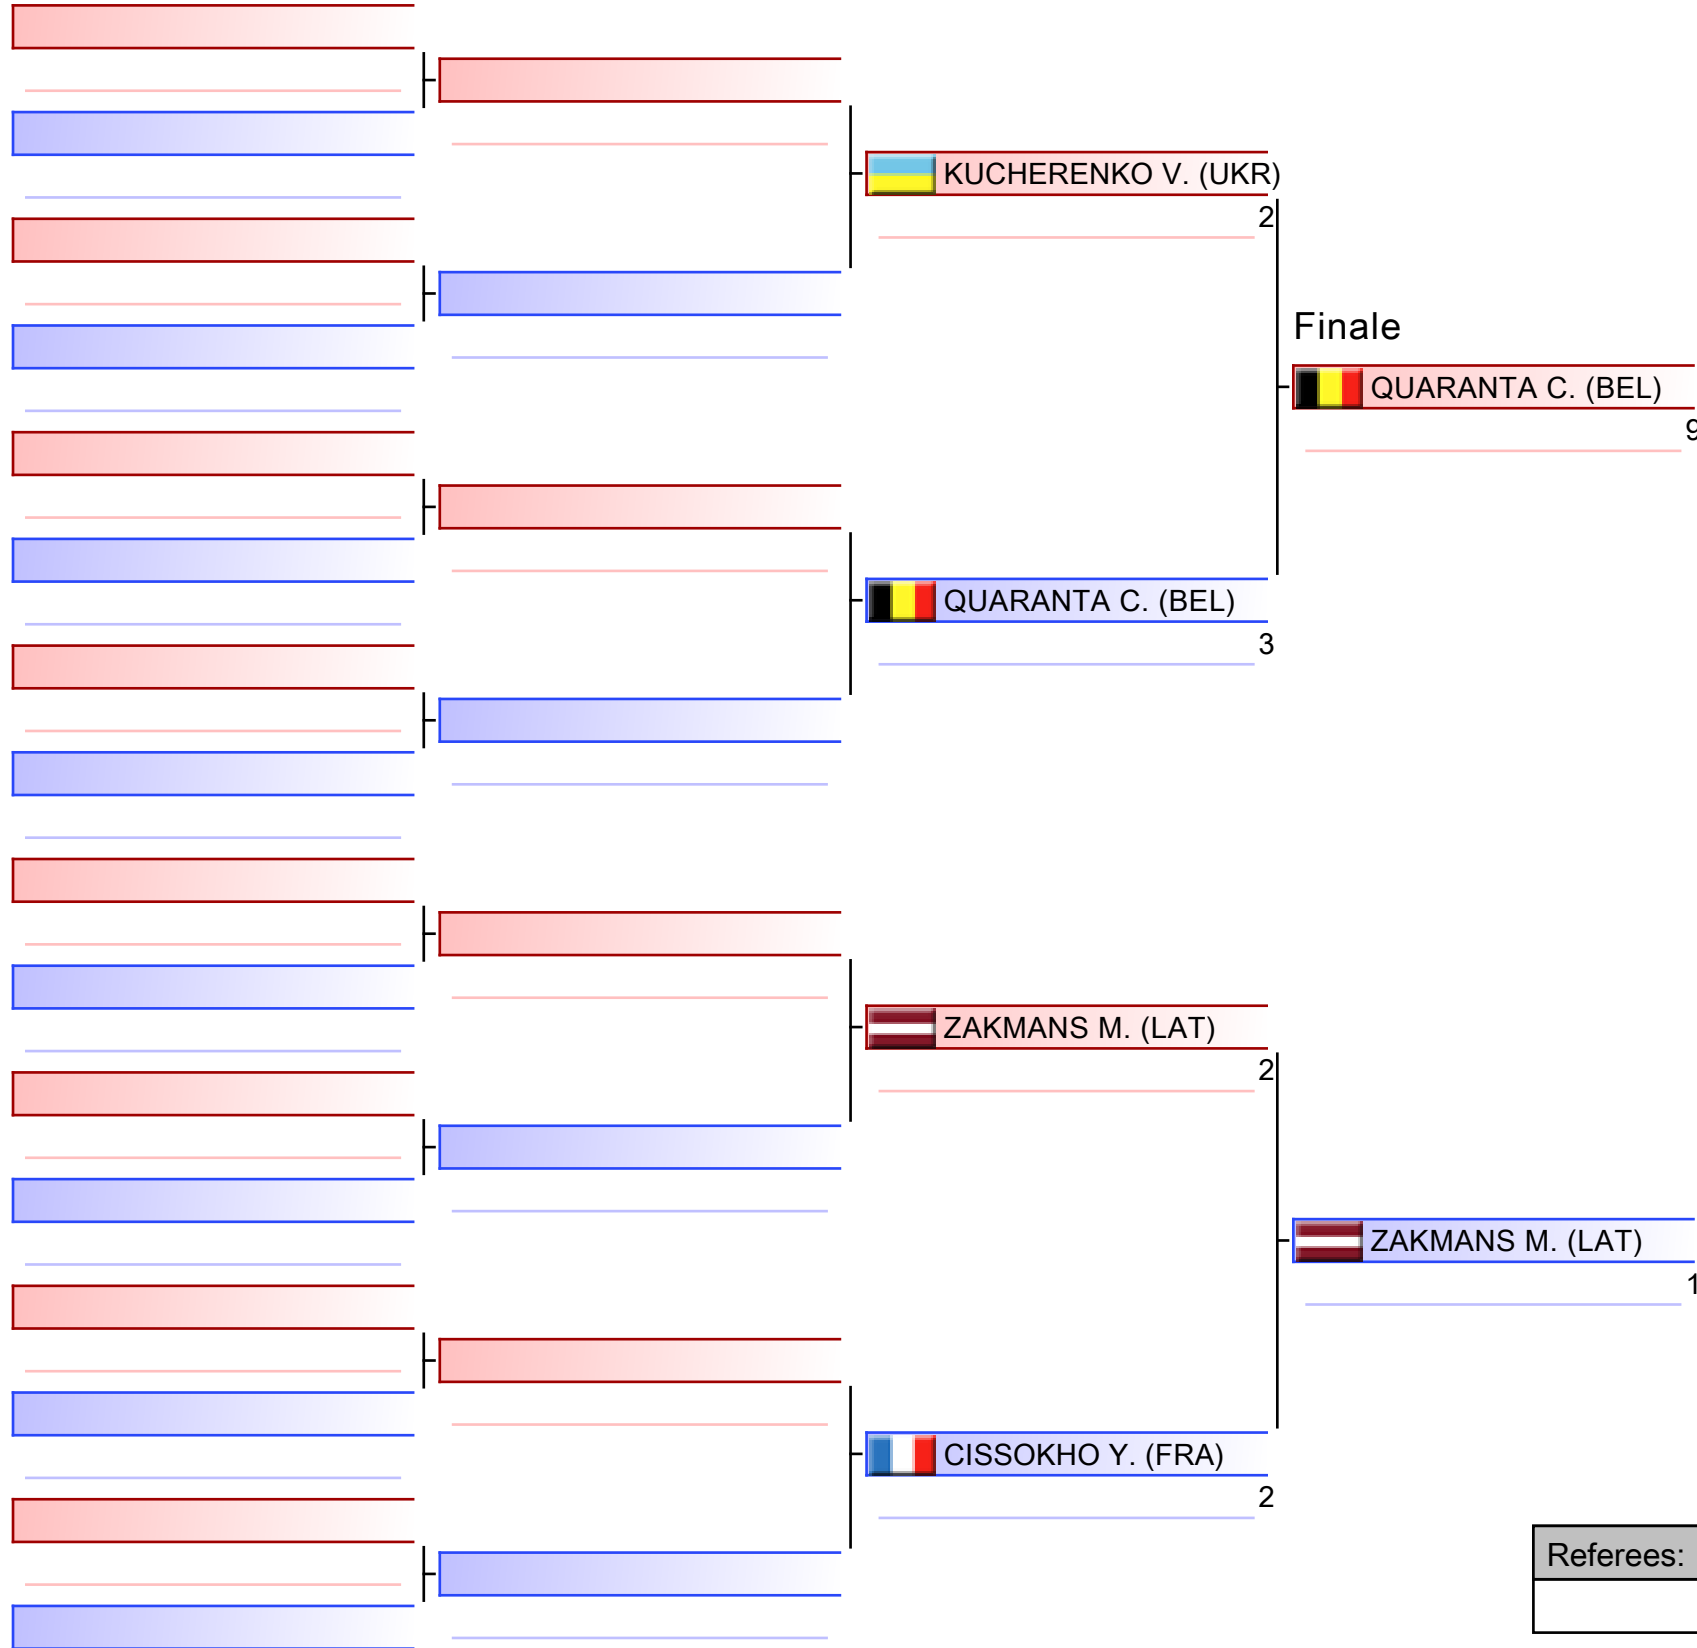 KUCHERENKO V. (UKR)
2
Finale
QUARANTA C. (BEL)
9
QUARANTA C. (BEL)
3
ZAKMANS M. (LAT)
2
ZAKMANS M. (LAT)
1
CISSOKHO Y. (FRA)
2
Referees: